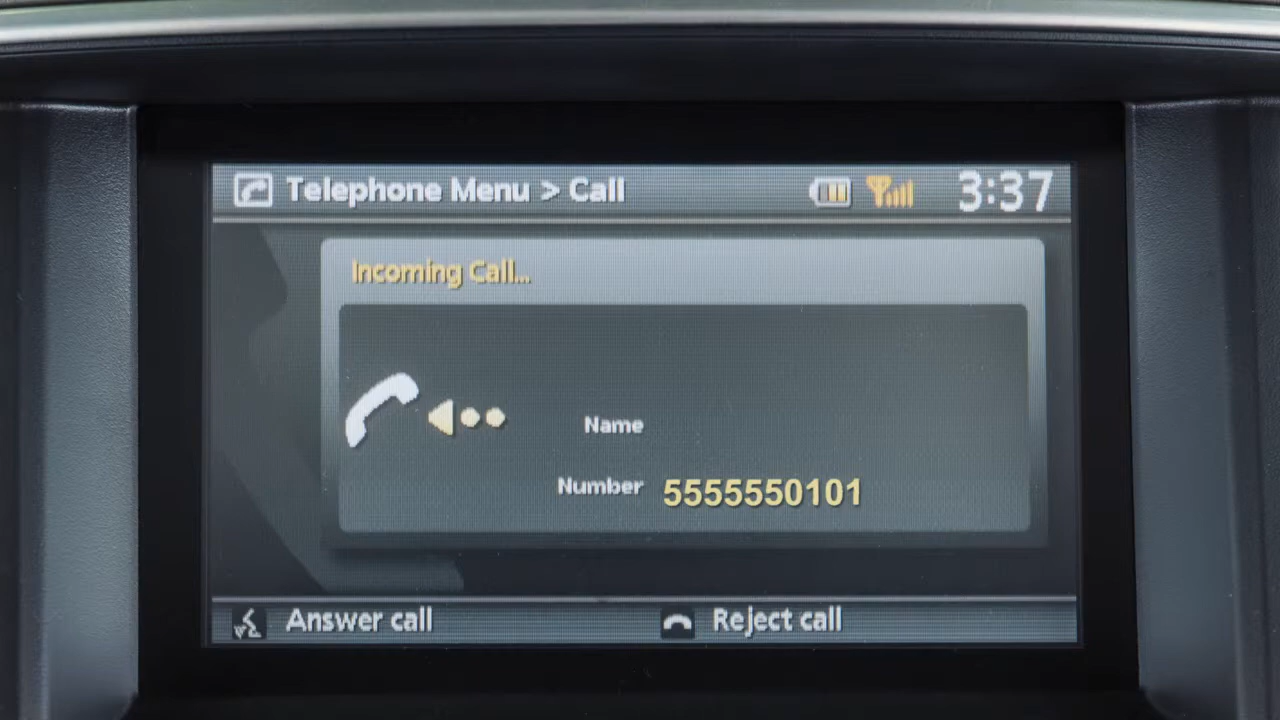 Telephone Menu > Call 3:37
Incoming Call...
Name
Number 5555550101
Answer call Reject call